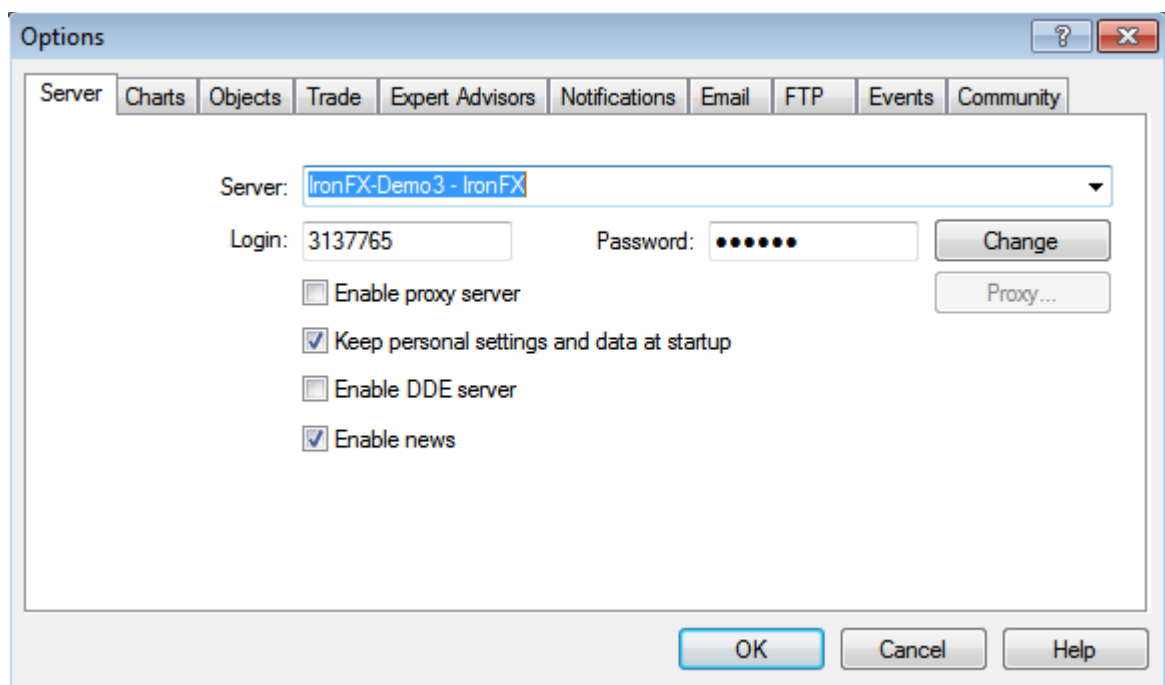 Options
Server Charts Objects Trade Expert Advisors Notifications Email FTP Events Community
Server: IronFX-Demo3 - IronFX
Login: 3137765 Password: ●●●●●● Change
Enable proxy server Proxy...
Keep personal settings and data at startup
Enable DDE server
Enable news
OK Cancel Help